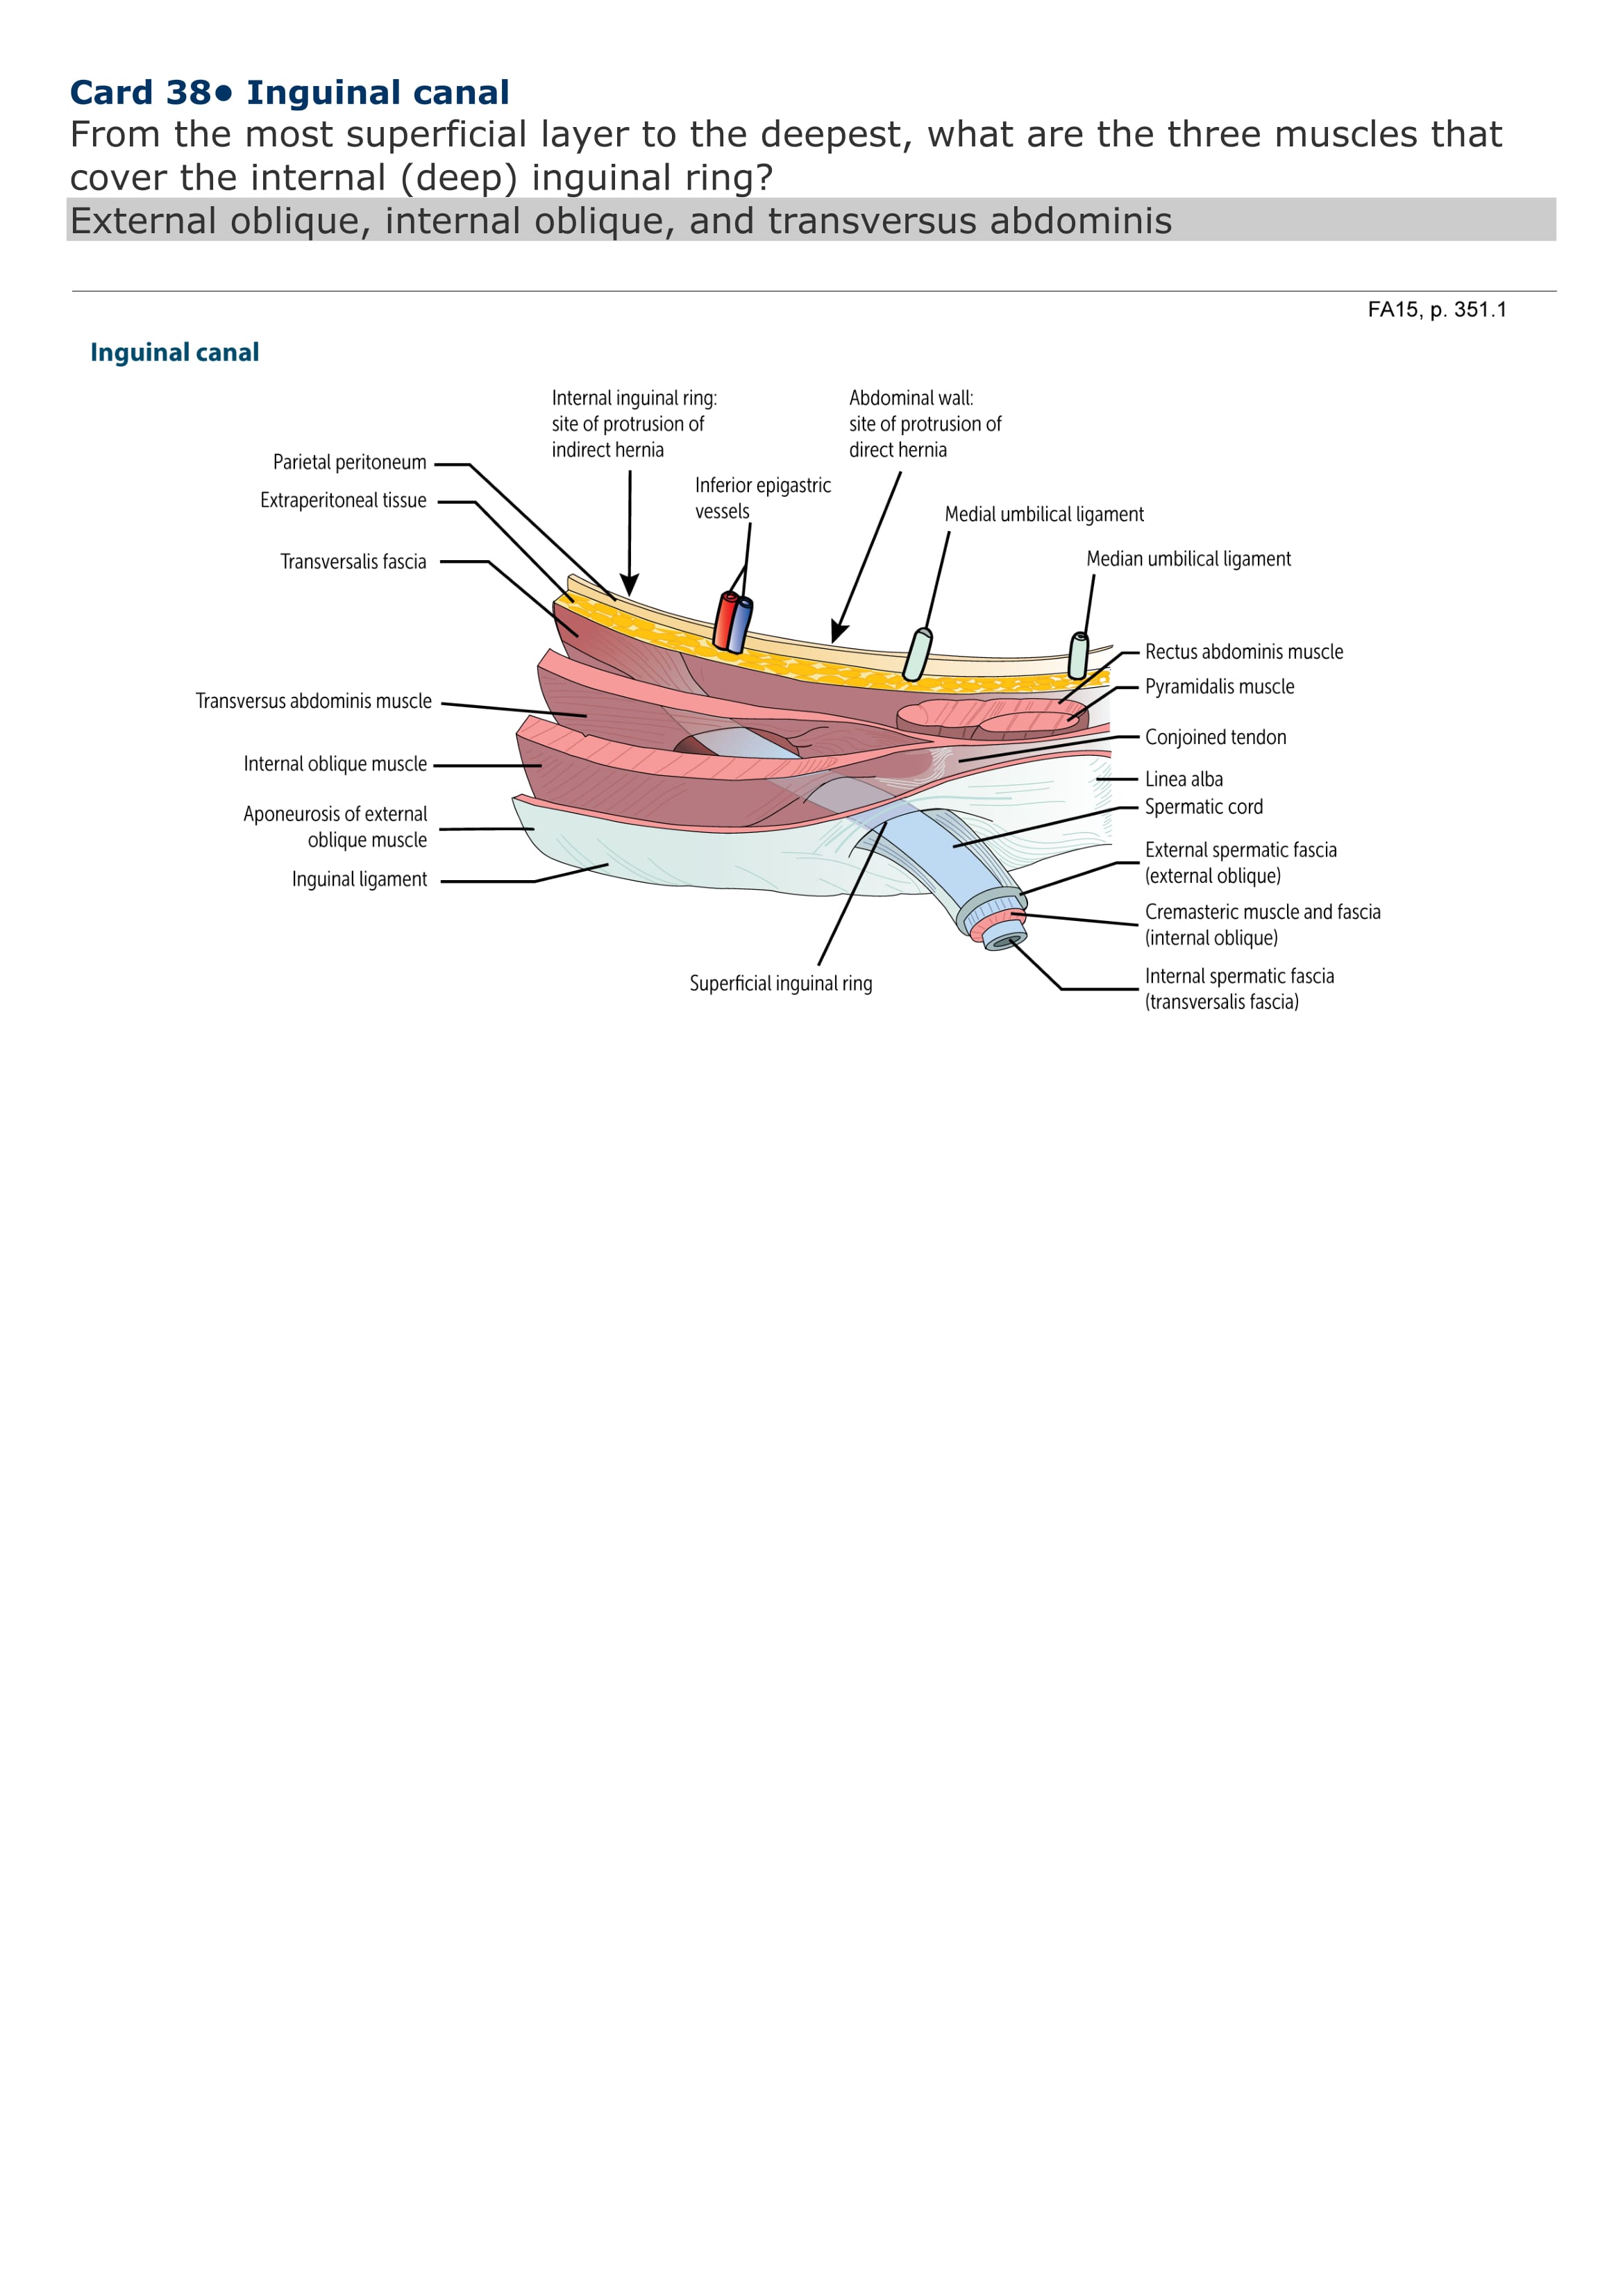 Card 38● Inguinal canal
From the most superficial layer to the deepest, what are the three muscles that
cover the internal (deep) inguinal ring?
External oblique, internal oblique, and transversus abdominis
FA15, p. 351.1
Inguinal canal
Internal inguinal ring:
site of protrusion of
indirect hernia
Abdominal wall:
site of protrusion of
direct hernia
Parietal peritoneum
Extraperitoneal tissue
Transversalis fascia
Inferior epigastric
vessels
Medial umbilical ligament
Median umbilical ligament
Transversus abdominis muscle
Internal oblique muscle
Aponeurosis of external
oblique muscle
Inguinal ligament
Rectus abdominis muscle
Pyramidalis muscle
Conjoined tendon
Linea alba
Spermatic cord
External spermatic fascia
(external oblique)
Cremasteric muscle and fascia
(internal oblique)
Internal spermatic fascia
(transversalis fascia)
Superficial inguinal ring